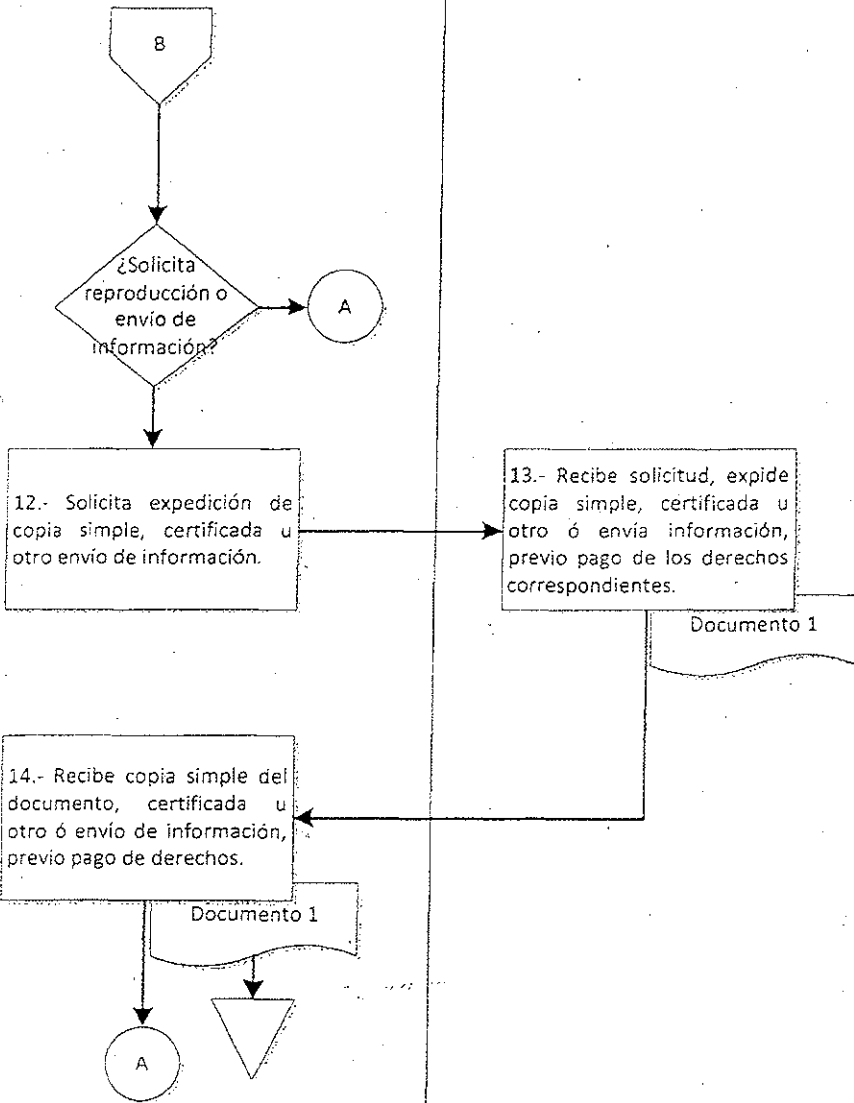 B
¿Solicita
reproducción o
envío de
información?
A
12.- Solicita expedición de
copia simple, certificada u
otro envío de información.
13.- Recibe solicitud, expide
copia simple, certificada u
otro ó envía información,
previo pago de los derechos
correspondientes.
Documento 1
14.- Recibe copia simple del
documento, certificada u
otro ó envío de información,
previo pago de derechos.
Documento 1
A